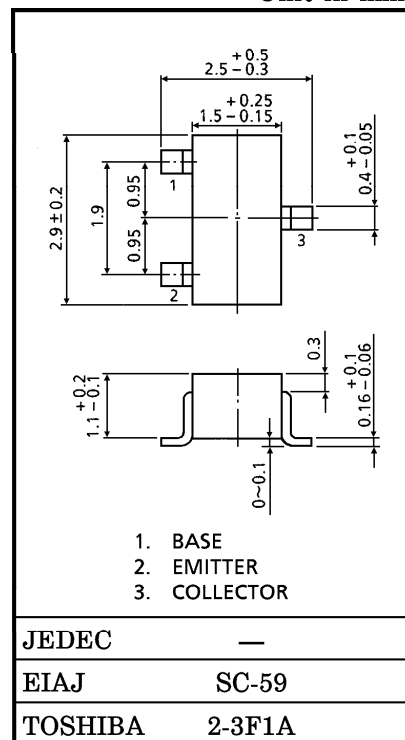 +0.5
2.5 − 0.3
+0.25
1.5 − 0.15
2.9 ± 0.2
1.9
0.95
0.95
1
2
3
+0.1
0.4 − 0.05
+0.2
1.1 − 0.1
0.3
+0.1
0.16 − 0.06
0~0.1
1. BASE
2. EMITTER
3. COLLECTOR
JEDEC —
EIAJ SC-59
TOSHIBA 2-3F1A